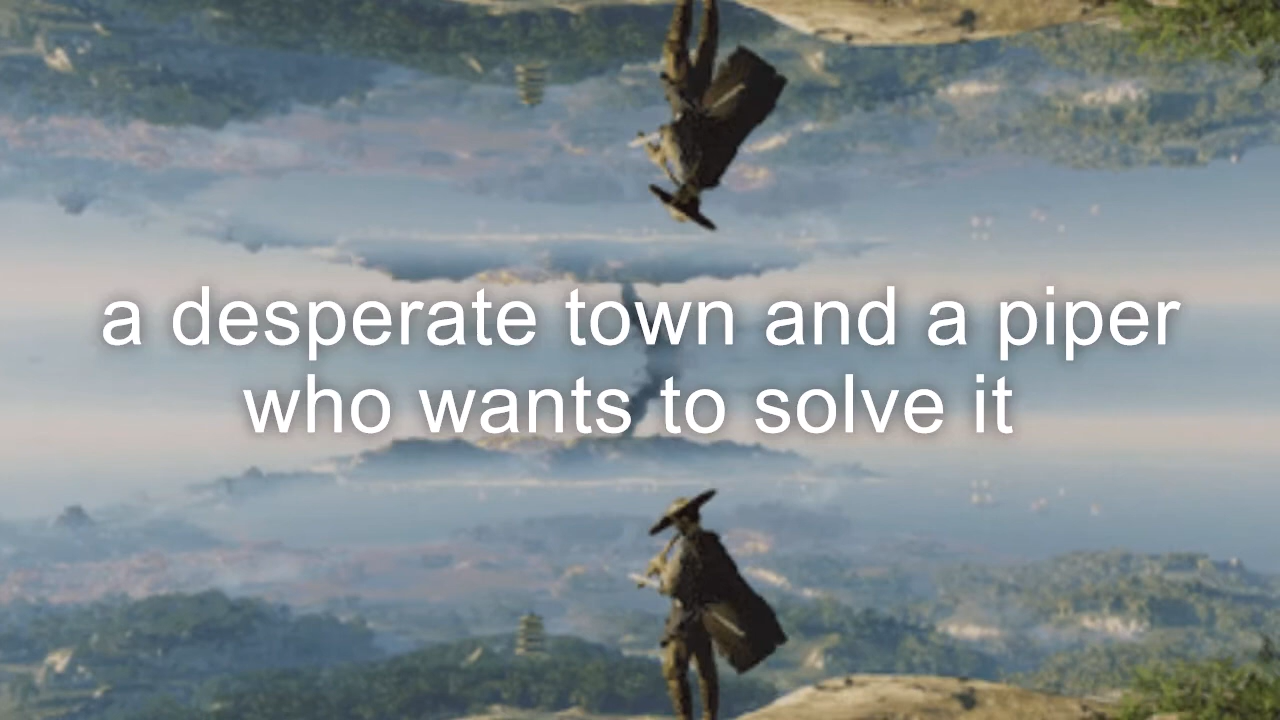 a desperate town and a piper
who wants to solve it